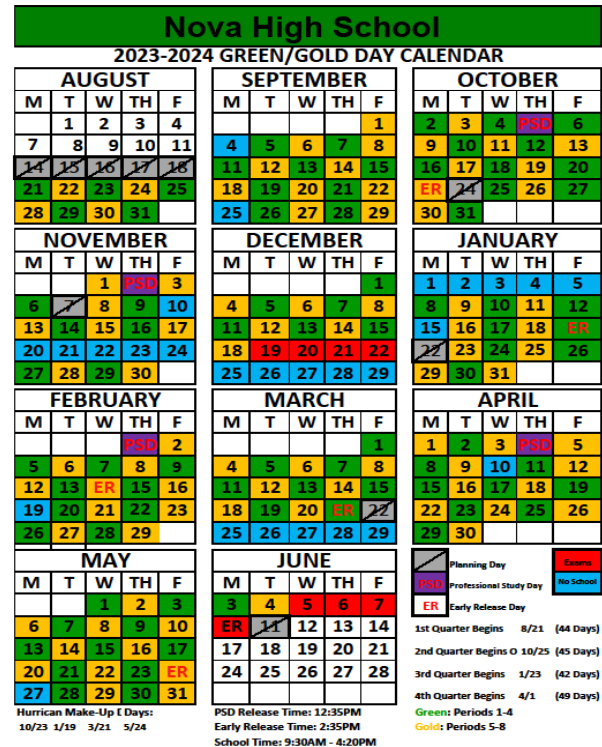 Nova High School
2023-2024 GREEN/GOLD DAY CALENDAR
AUGUST
M T W TH F
1 2 3 4
7 8 9 10 11
14 15 16 17 18
21 22 23 24 25
28 29 30 31
SEPTEMBER
M T W TH F
1
4 5 6 7 8
11 12 13 14 15
18 19 20 21 22
25 26 27 28 29
OCTOBER
M T W TH F
2 3 4 PSD 6
9 10 11 12 13
16 17 18 19 20
ER 24 25 26 27
30 31
NOVEMBER
M T W TH F
1 PSD 3
6 7 8 9 10
13 14 15 16 17
20 21 22 23 24
27 28 29 30
DECEMBER
M T W TH F
1
4 5 6 7 8
11 12 13 14 15
18 19 20 21 22
25 26 27 28 29
JANUARY
M T W TH F
1 2 3 4 5
8 9 10 11 12
15 16 17 18 ER
22 23 24 25 26
29 30 31
FEBRUARY
M T W TH F
PSD 2
5 6 7 8 9
12 13 ER 15 16
19 20 21 22 23
26 27 28 29
MARCH
M T W TH F
1
4 5 6 7 8
11 12 13 14 15
18 19 20 ER 22
25 26 27 28 29
APRIL
M T W TH F
1 2 3 PSD 5
8 9 10 11 12
15 16 17 18 19
22 23 24 25 26
29 30
MAY
M T W TH F
1 2 3
6 7 8 9 10
13 14 15 16 17
20 21 22 23 ER
27 28 29 30 31
JUNE
M T W TH F
3 4 5 6 7
ER 11 12 13 14
17 18 19 20 21
24 25 26 27 28
Planning Day Exams
PSD Professional Study Day No School
ER Early Release Day
1st Quarter Begins 8/21 (44 Days)
2nd Quarter Begins O 10/25 (45 Days)
3rd Quarter Begins 1/23 (42 Days)
4th Quarter Begins 4/1 (49 Days)
Green: Periods 1-4
Gold: Periods 5-8
Hurrican Make-Up D Days:
10/23 1/19 3/21 5/24
PSD Release Time: 12:35PM
Early Release Time: 2:35PM
School Time: 9:30AM - 4:20PM